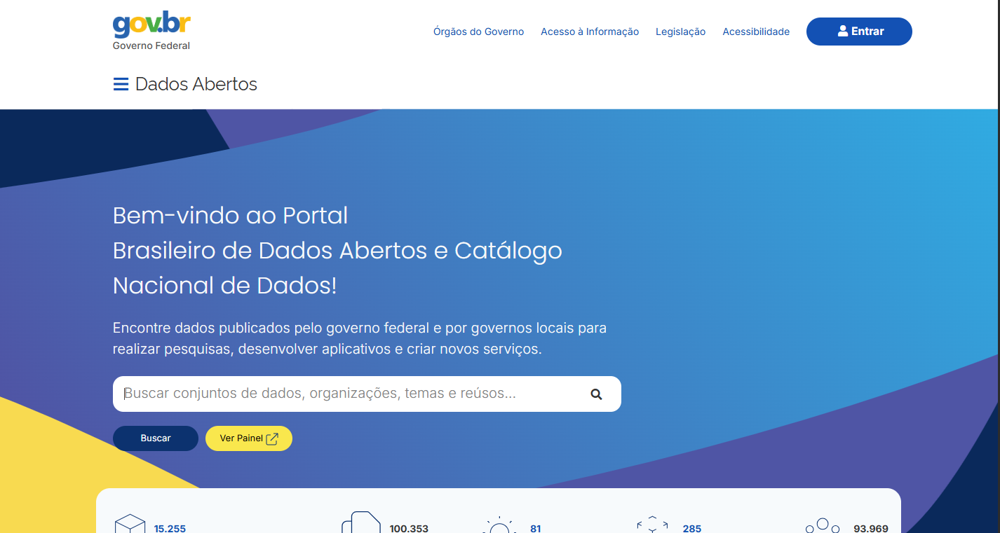 gov.br
Governo Federal
Órgãos do Governo Acesso à Informação Legislação Acessibilidade Entrar
Dados Abertos
Bem-vindo ao Portal
Brasileiro de Dados Abertos e Catálogo
Nacional de Dados!
Encontre dados publicados pelo governo federal e por governos locais para
realizar pesquisas, desenvolver aplicativos e criar novos serviços.
Buscar conjuntos de dados, organizações, temas e reúsos...
Buscar Ver Painel
15.255 100.353 81 285 93.969